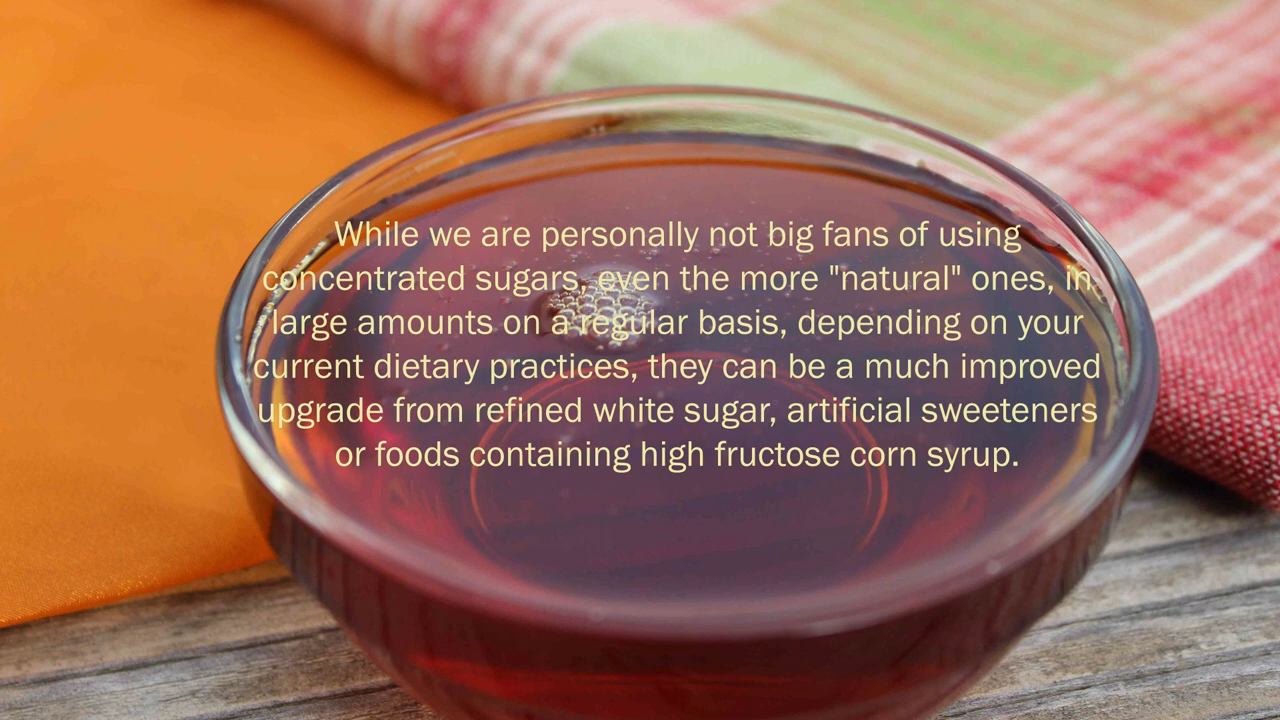 While we are personally not big fans of using
concentrated sugars, even the more "natural" ones, in
large amounts on a regular basis, depending on your
current dietary practices, they can be a much improved
upgrade from refined white sugar, artificial sweeteners
or foods containing high fructose corn syrup.